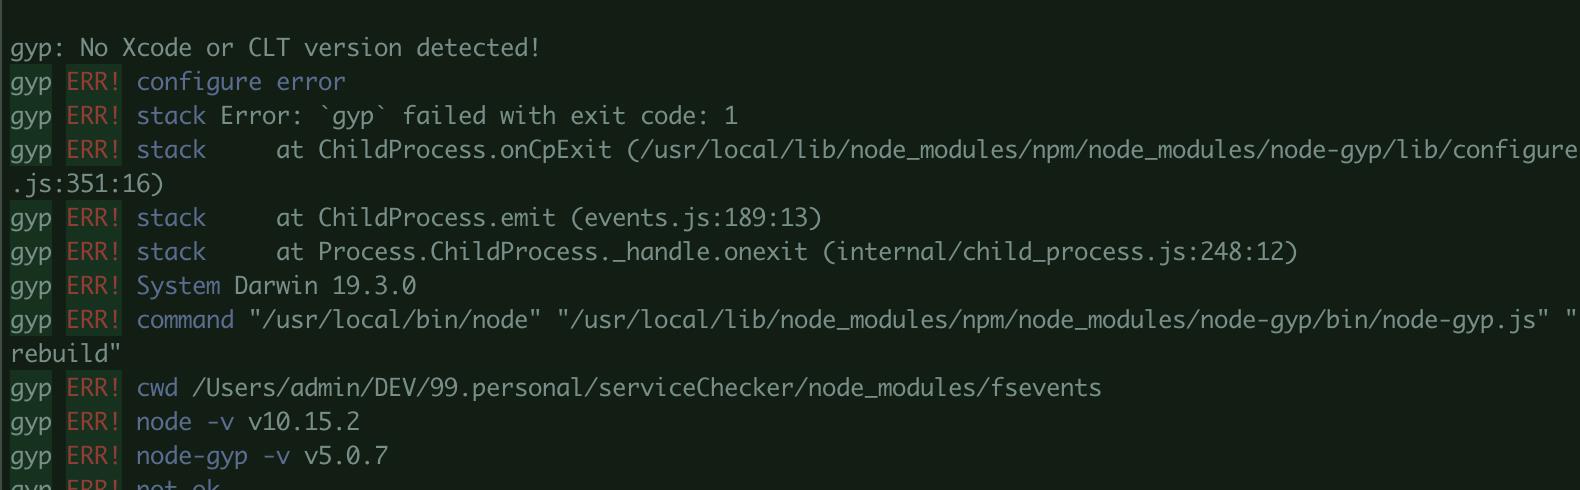 gyp: No Xcode or CLT version detected!
gyp ERR! configure error
gyp ERR! stack Error: `gyp` failed with exit code: 1
gyp ERR! stack     at ChildProcess.onCpExit (/usr/local/lib/node_modules/npm/node_modules/node-gyp/lib/configure
.js:351:16)
gyp ERR! stack     at ChildProcess.emit (events.js:189:13)
gyp ERR! stack     at Process.ChildProcess._handle.onexit (internal/child_process.js:248:12)
gyp ERR! System Darwin 19.3.0
gyp ERR! command "/usr/local/bin/node" "/usr/local/lib/node_modules/npm/node_modules/node-gyp/bin/node-gyp.js" "
rebuild"
gyp ERR! cwd /Users/admin/DEV/99.personal/serviceChecker/node_modules/fsevents
gyp ERR! node -v v10.15.2
gyp ERR! node-gyp -v v5.0.7
gyp ERR! not ok